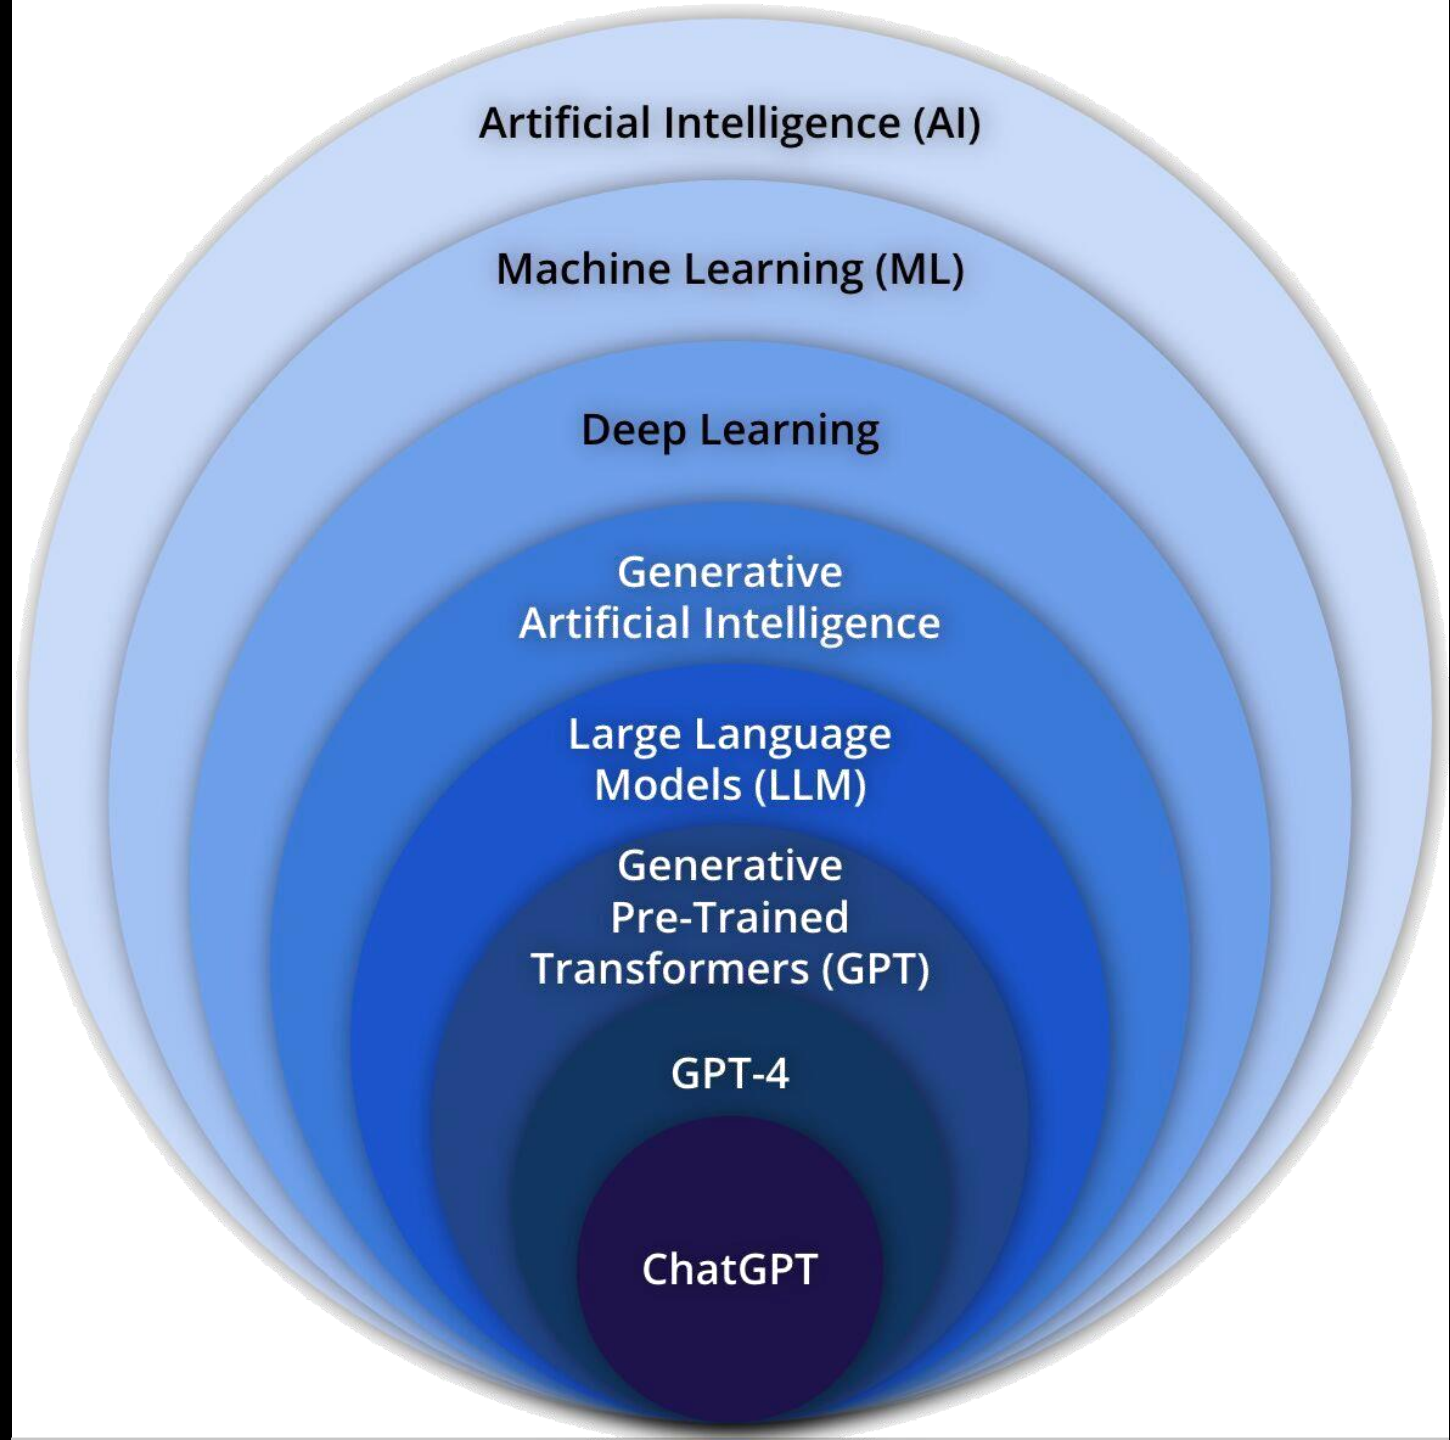 Artificial Intelligence (AI)
Machine Learning (ML)
Deep Learning
Generative
Artificial Intelligence
Large Language
Models (LLM)
Generative
Pre-Trained
Transformers (GPT)
GPT-4
ChatGPT